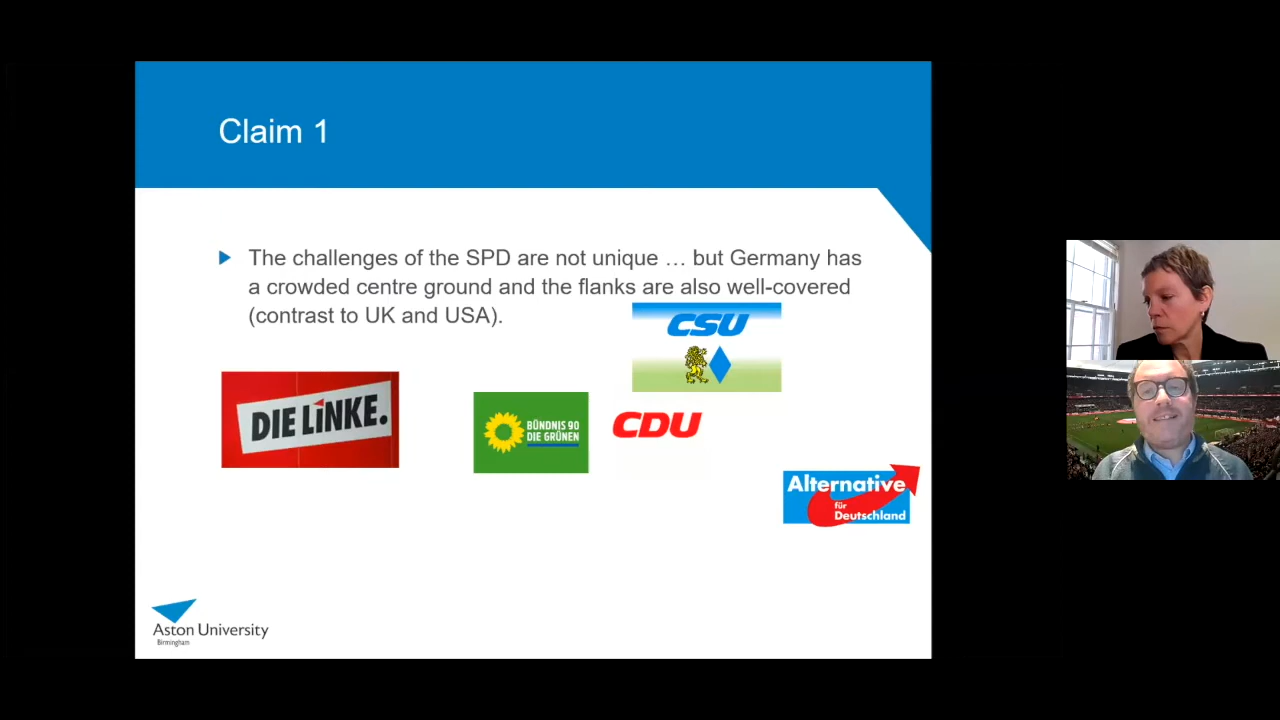 Claim 1
The challenges of the SPD are not unique … but Germany has
a crowded centre ground and the flanks are also well-covered
(contrast to UK and USA).
CSU
DIE LINKE.
BÜNDNIS 90
DIE GRÜNEN
CDU
Alternative
für
Deutschland
Aston University
Birmingham